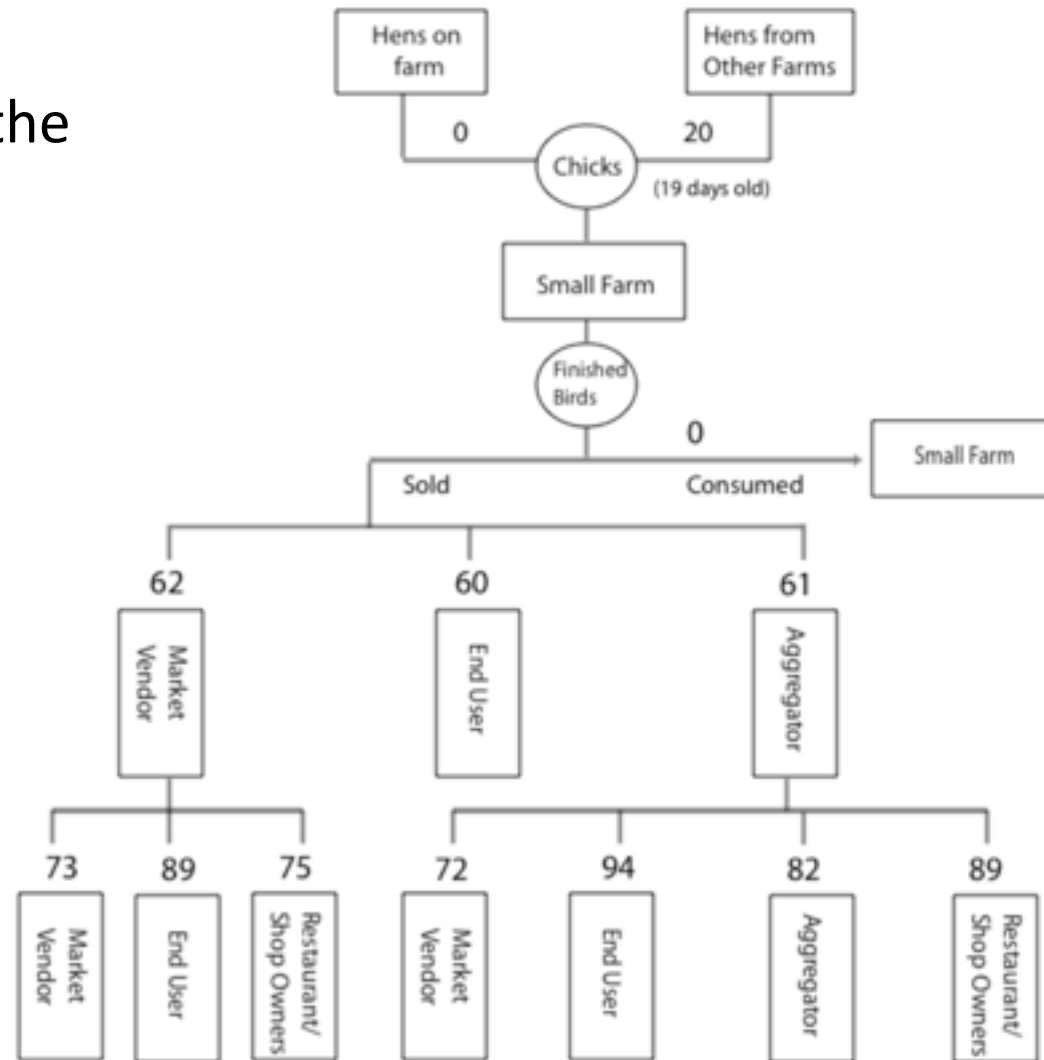 the
Hens on
farm
Hens from
Other Farms
0
20
Chicks
(19 days old)
Small Farm
Finished
Birds
0
Sold
Consumed
Small Farm
62
60
61
Market
Vendor
End User
Aggregator
73
89
75
72
94
82
89
Market
Vendor
End User
Restaurant/
Shop Owners
Market
Vendor
End User
Aggregator
Restaurant/
Shop Owners